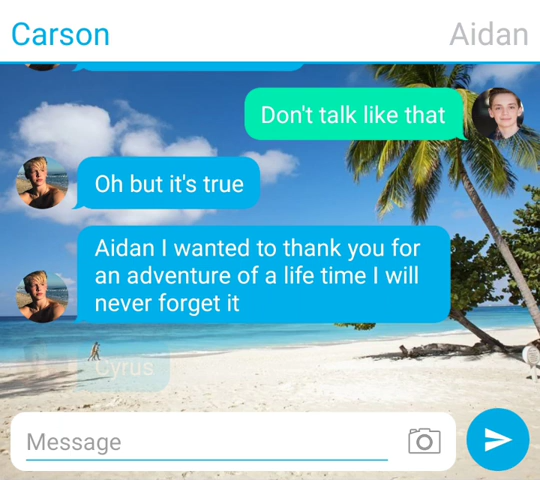 Carson
Aidan
Don't talk like that
Oh but it's true
Aidan I wanted to thank you for
an adventure of a life time I will
never forget it
Cyrus
Message